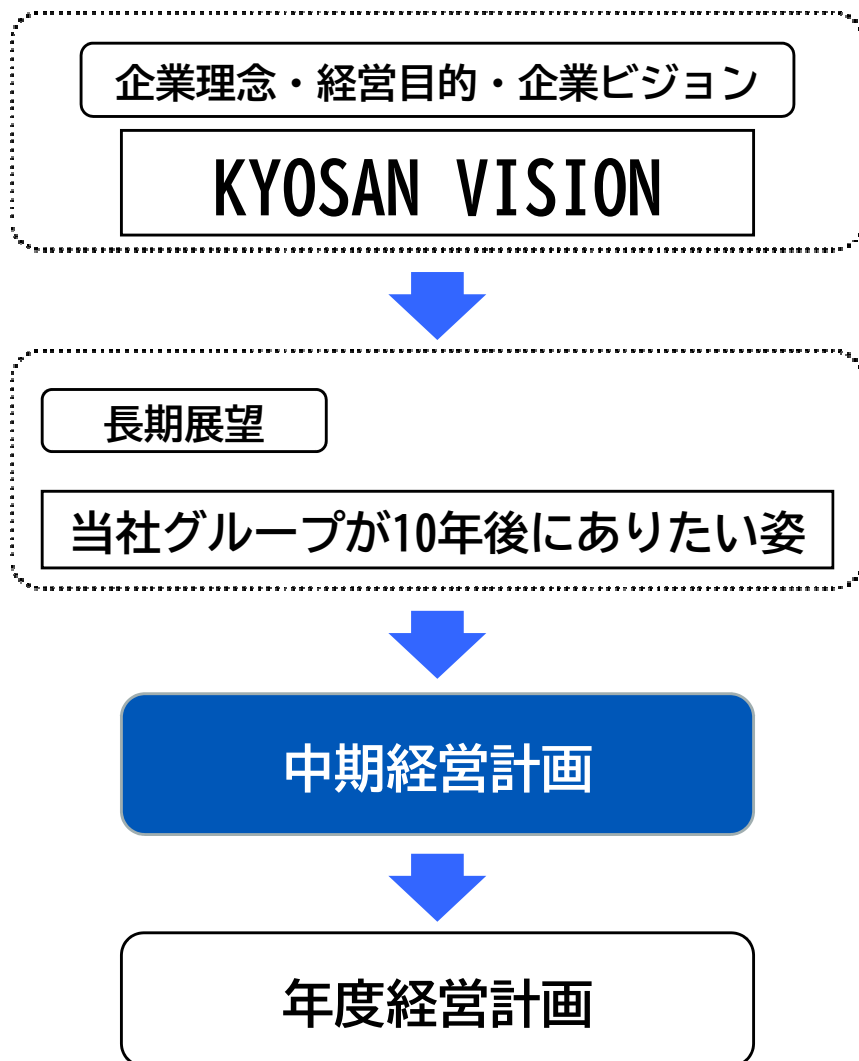 企業理念・経営目的・企業ビジョン
KYOSAN VISION
長期展望
当社グループが10年後にありたい姿
中期経営計画
年度経営計画